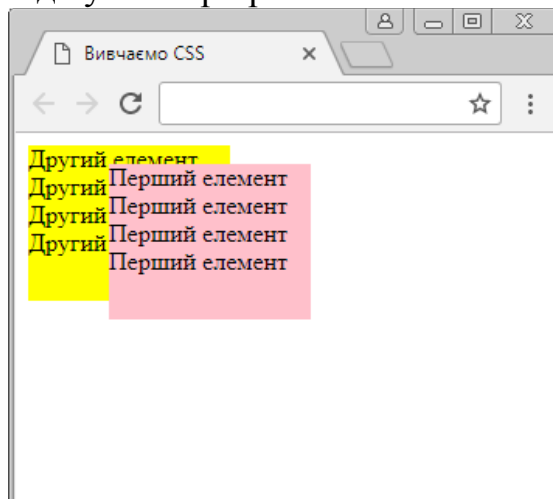 Вивчаємо CSS
Другий елемент
Другий
Другий
Другий
Перший елемент
Перший елемент
Перший елемент
Перший елемент